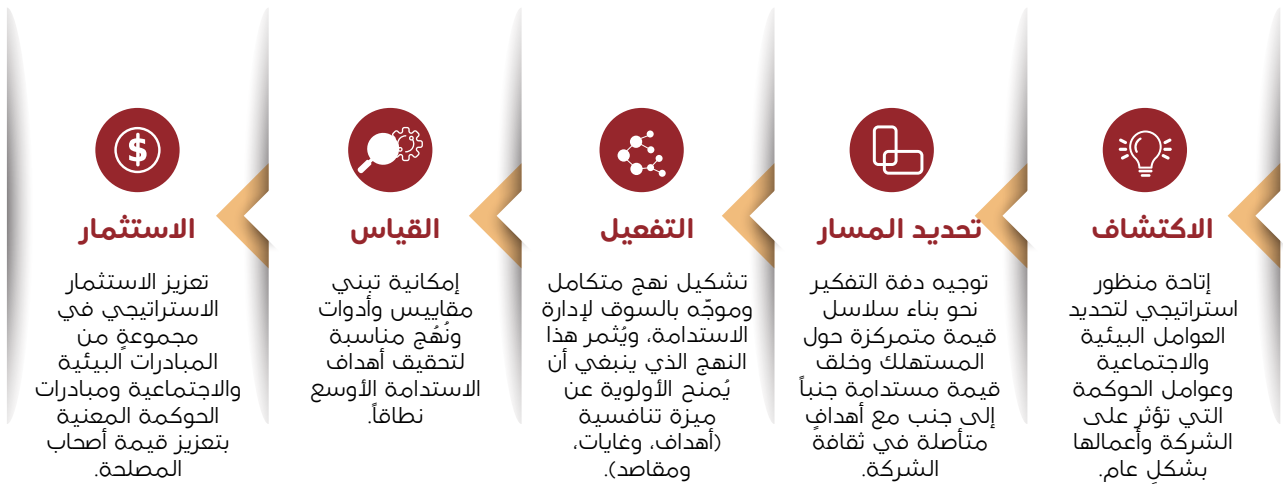 الاكتشاف
إتاحة منظور
استراتيجي لتحديد
العوامل البيئية
والاجتماعية
وعوامل الحوكمة
التي تؤثر على
الشركة وأعمالها
بشكلٍ عام.
تحديد المسار
توجيه دفة التفكير
نحو بناء سلاسل
قيمة متمركزة حول
المستهلك وخلق
قيمة مستدامة جنباً
إلى جنب مع أهدافٍ
متأصلة في ثقافة
الشركة.
التفعيل
تشكيل نهج متكامل
وموجّه بالسوق لإدارة
الاستدامة، ويُثمر هذا
النهج الذي ينبغي أن
يُمنح الأولوية عن
ميزة تنافسية
(أهداف، وغايات،
ومقاصد).
القياس
إمكانية تبني
مقاييس وأدوات
ونُهُج مناسبة
لتحقيق أهداف
الاستدامة الأوسع
نطاقاً.
الاستثمار
تعزيز الاستثمار
الاستراتيجي في
مجموعةٍ من
المبادرات البيئية
والاجتماعية ومبادرات
الحوكمة المعنية
بتعزيز قيمة أصحاب
المصلحة.